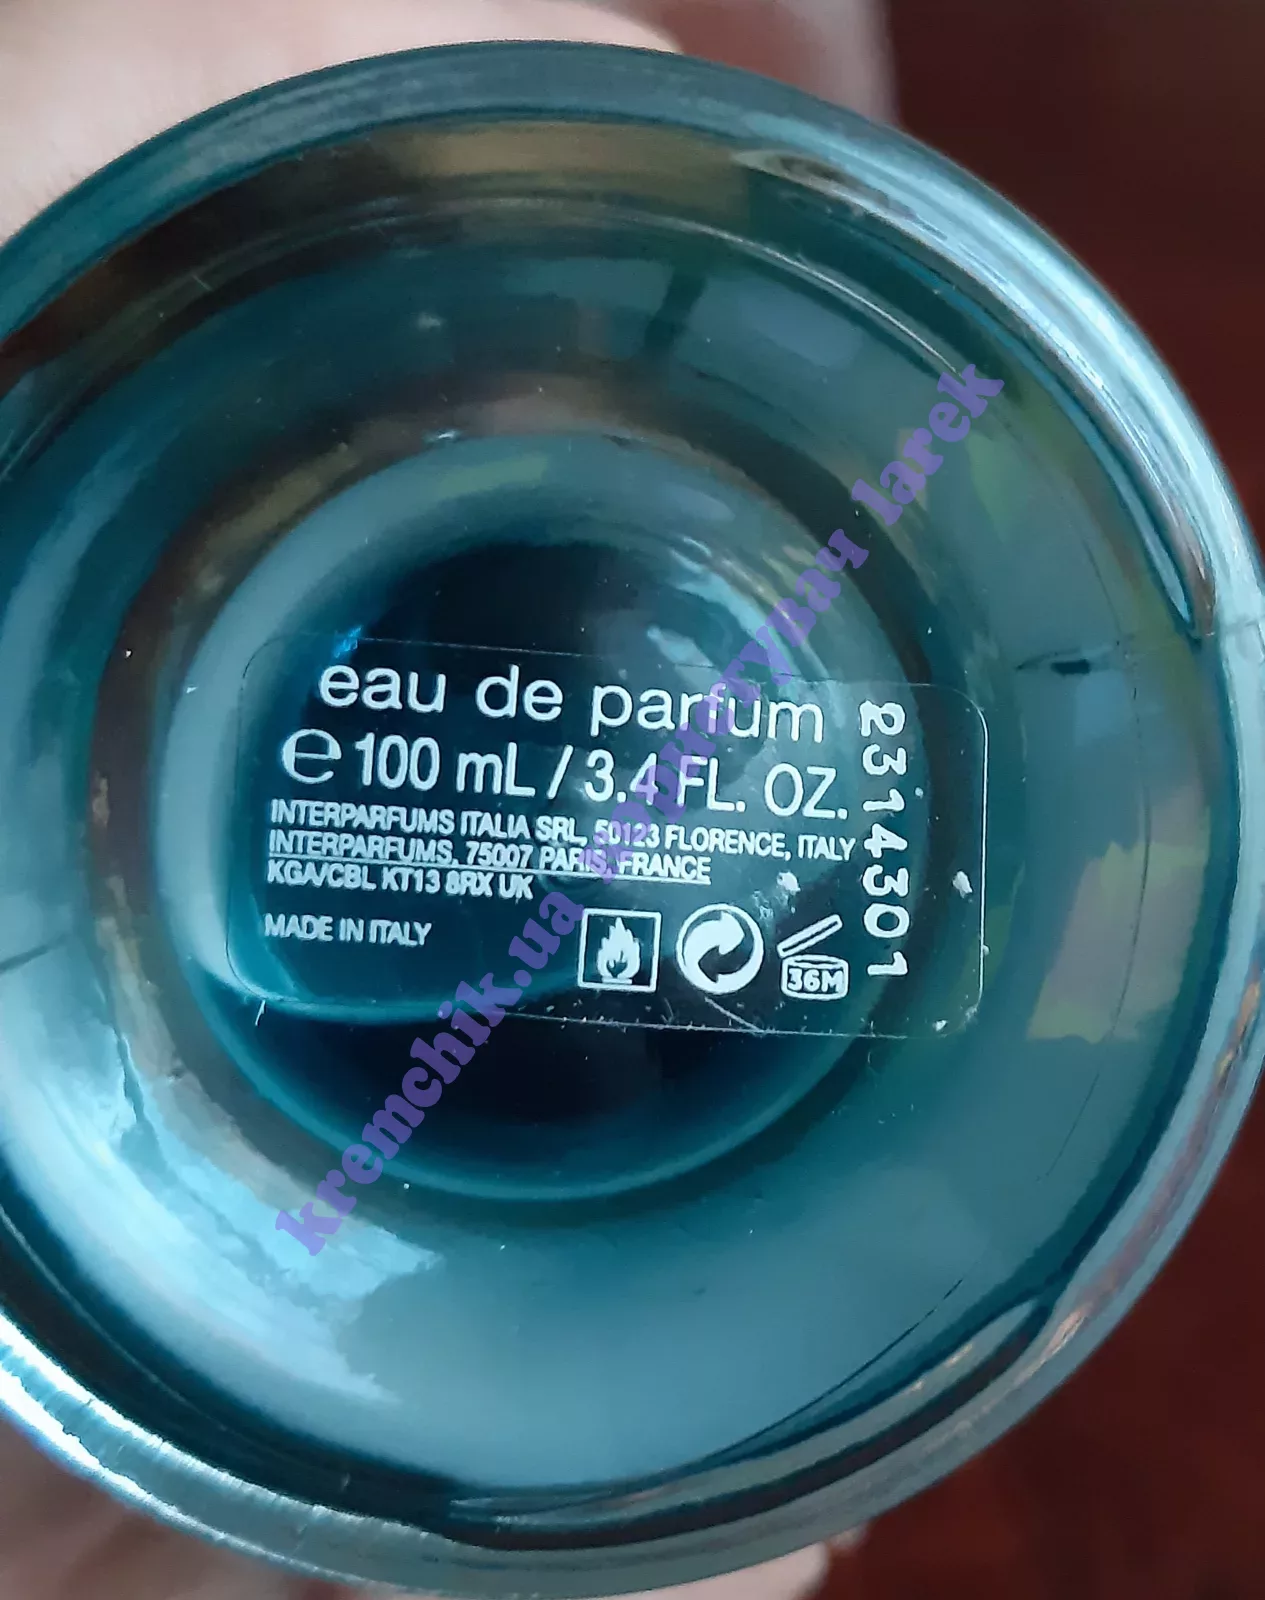 eau de parfum
e 100 mL / 3.4 FL. OZ.
INTERPARFUMS ITALIA SRL, 50123 FLORENCE, ITALY
INTERPARFUMS, 75007 PARIS, FRANCE
KGA/CBL KT13 8RX UK
MADE IN ITALY
36M
2314301
kremchik.ua
larek